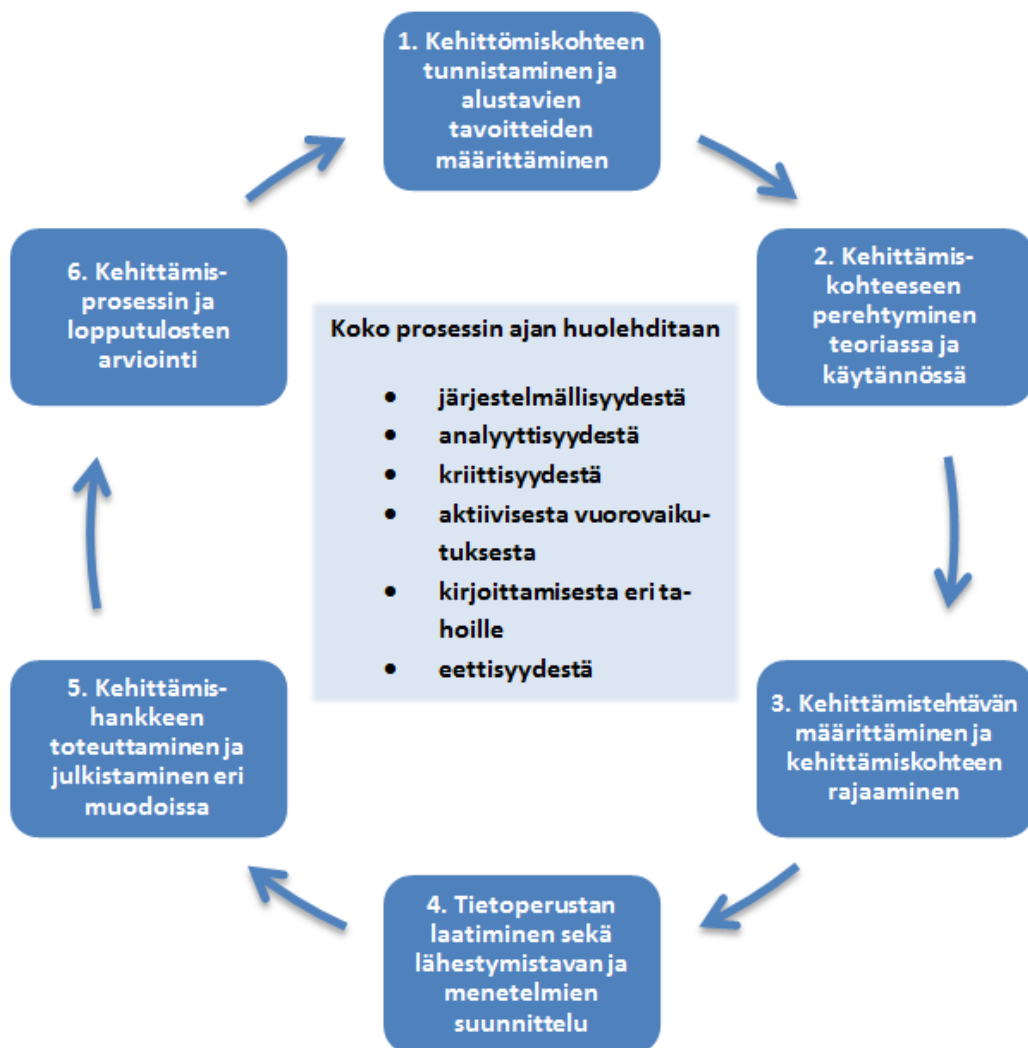 1. Kehittömiskohteen
tunnistaminen ja
alustavien
tavoitteiden
määrittäminen
2. Kehittämis-
kohteeseen
perehtyminen
teoriassa ja
käytännössä
3. Kehittämistehtävän
määrittäminen ja
kehittämiskohteen
rajaaminen
4. Tietoperustan
laatiminen sekä
lähestymistavan ja
menetelmien
suunnittelu
5. Kehittämis-
hankkeen
toteuttaminen ja
julkistaminen eri
muodoissa
6. Kehittämis-
prosessin ja
lopputulosten
arviointi
Koko prosessin ajan huolehditaan
• järjestelmällisyydestä
• analyyttisyydestä
• kriittisyydestä
• aktiivisesta vuorovaiku-
tuksesta
• kirjoittamisesta eri ta-
hoille
• eettisyydestä